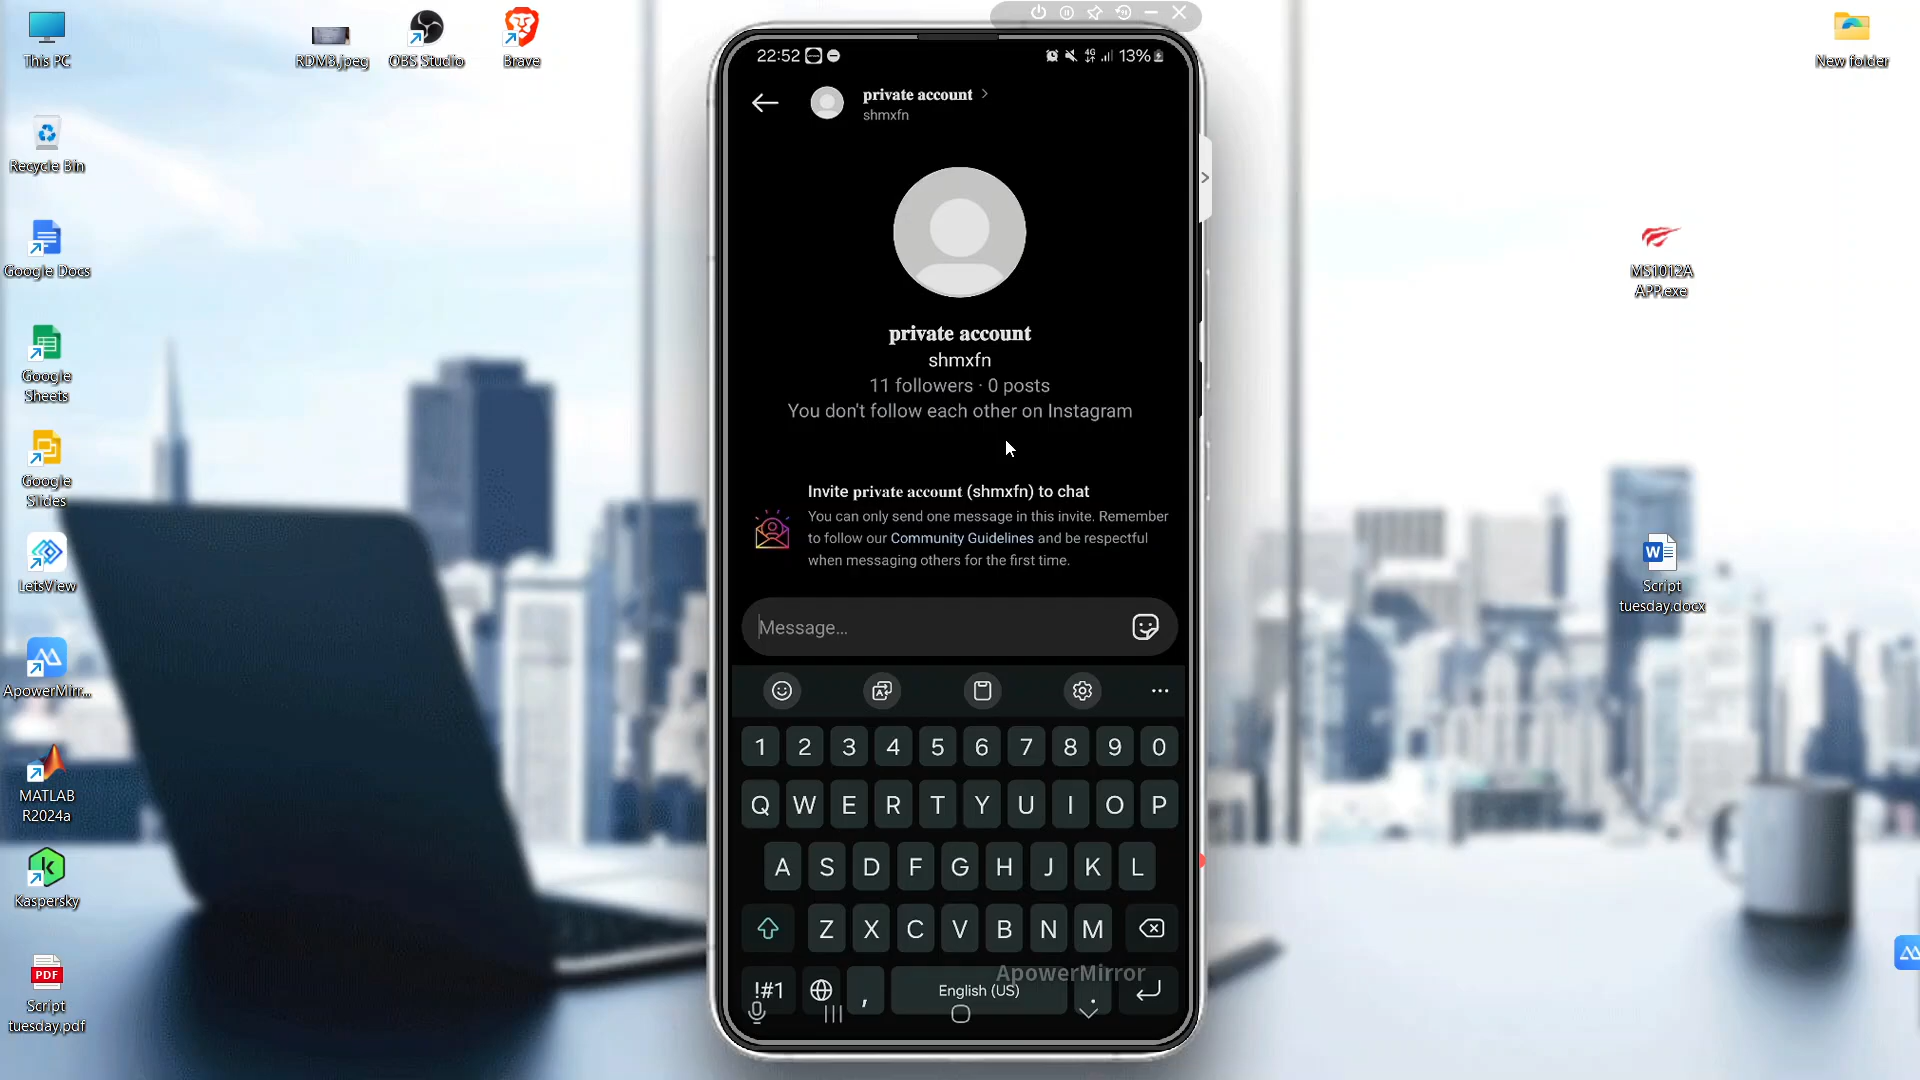 This PC
RDM3.jpeg
OBS Studio
Brave
New folder
Recycle Bin
Google Docs
Google
Sheets
Google
Slides
LetsView
ApowerMirr...
MATLAB
R2024a
Kaspersky
PDF
Script
tuesday.pdf
22:52
4G
13%
private account
shmxfn
private account
shmxfn
11 followers · 0 posts
You don't follow each other on Instagram
Invite private account (shmxfn) to chat
You can only send one message in this invite. Remember
to follow our Community Guidelines and be respectful
when messaging others for the first time.
Message...
1 2 3 4 5 6 7 8 9 0
Q W E R T Y U I O P
A S D F G H J K L
Z X C V B N M
!#1 , English (US) .
ApowerMirror
MS1012A
APP.exe
W
Script
tuesday.docx